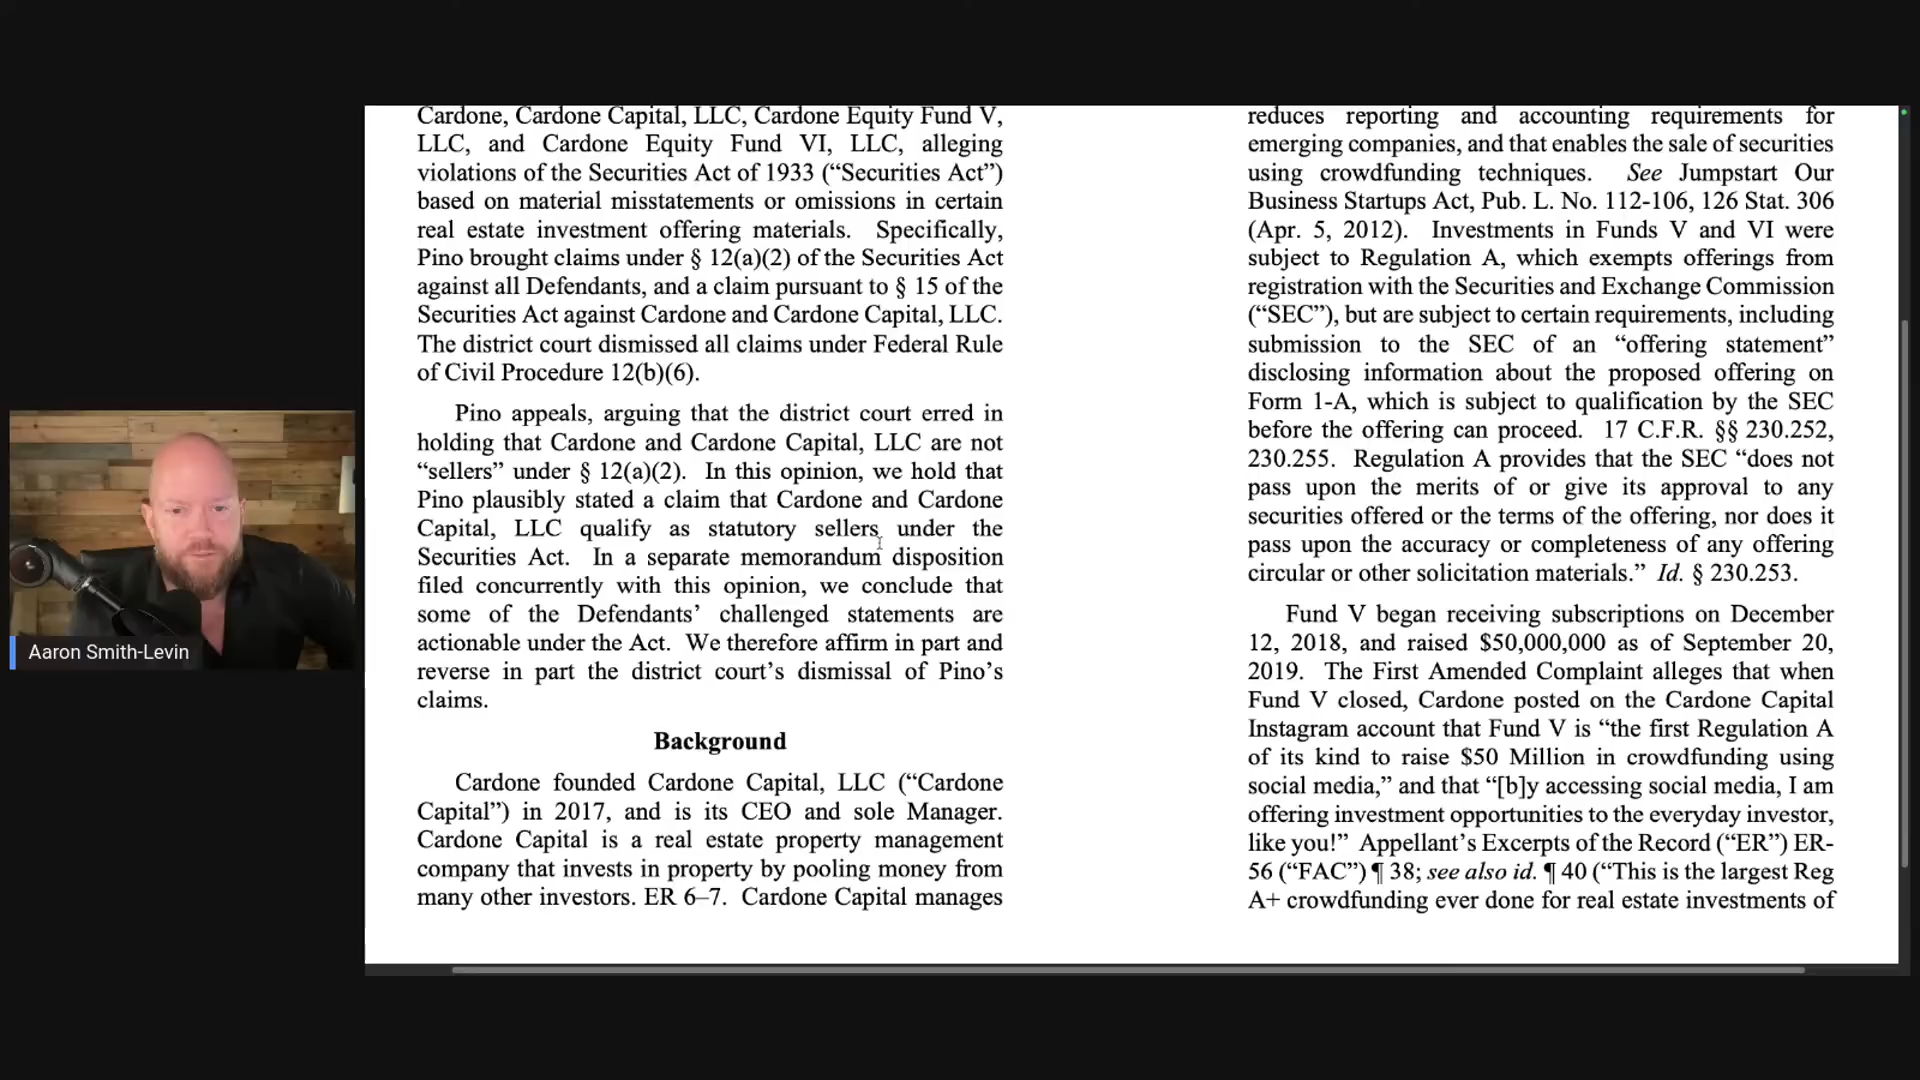 Cardone, Cardone Capital, LLC, Cardone Equity Fund V,
LLC, and Cardone Equity Fund VI, LLC, alleging
violations of the Securities Act of 1933 (“Securities Act”)
based on material misstatements or omissions in certain
real estate investment offering materials. Specifically,
Pino brought claims under § 12(a)(2) of the Securities Act
against all Defendants, and a claim pursuant to § 15 of the
Securities Act against Cardone and Cardone Capital, LLC.
The district court dismissed all claims under Federal Rule
of Civil Procedure 12(b)(6).
Pino appeals, arguing that the district court erred in
holding that Cardone and Cardone Capital, LLC are not
“sellers” under § 12(a)(2). In this opinion, we hold that
Pino plausibly stated a claim that Cardone and Cardone
Capital, LLC qualify as statutory sellers under the
Securities Act. In a separate memorandum disposition
filed concurrently with this opinion, we conclude that
some of the Defendants’ challenged statements are
actionable under the Act. We therefore affirm in part and
reverse in part the district court’s dismissal of Pino’s
claims.
Background
Cardone founded Cardone Capital, LLC (“Cardone
Capital”) in 2017, and is its CEO and sole Manager.
Cardone Capital is a real estate property management
company that invests in property by pooling money from
many other investors. ER 6–7. Cardone Capital manages
reduces reporting and accounting requirements for
emerging companies, and that enables the sale of securities
using crowdfunding techniques. See Jumpstart Our
Business Startups Act, Pub. L. No. 112-106, 126 Stat. 306
(Apr. 5, 2012). Investments in Funds V and VI were
subject to Regulation A, which exempts offerings from
registration with the Securities and Exchange Commission
(“SEC”), but are subject to certain requirements, including
submission to the SEC of an “offering statement”
disclosing information about the proposed offering on
Form 1-A, which is subject to qualification by the SEC
before the offering can proceed. 17 C.F.R. §§ 230.252,
230.255. Regulation A provides that the SEC “does not
pass upon the merits of or give its approval to any
securities offered or the terms of the offering, nor does it
pass upon the accuracy or completeness of any offering
circular or other solicitation materials.” Id. § 230.253.
Fund V began receiving subscriptions on December
12, 2018, and raised $50,000,000 as of September 20,
2019. The First Amended Complaint alleges that when
Fund V closed, Cardone posted on the Cardone Capital
Instagram account that Fund V is “the first Regulation A
of its kind to raise $50 Million in crowdfunding using
social media,” and that “[b]y accessing social media, I am
offering investment opportunities to the everyday investor,
like you!” Appellant’s Excerpts of the Record (“ER”) ER-
56 (“FAC”) ¶ 38; see also id. ¶ 40 (“This is the largest Reg
A+ crowdfunding ever done for real estate investments of
Aaron Smith-Levin